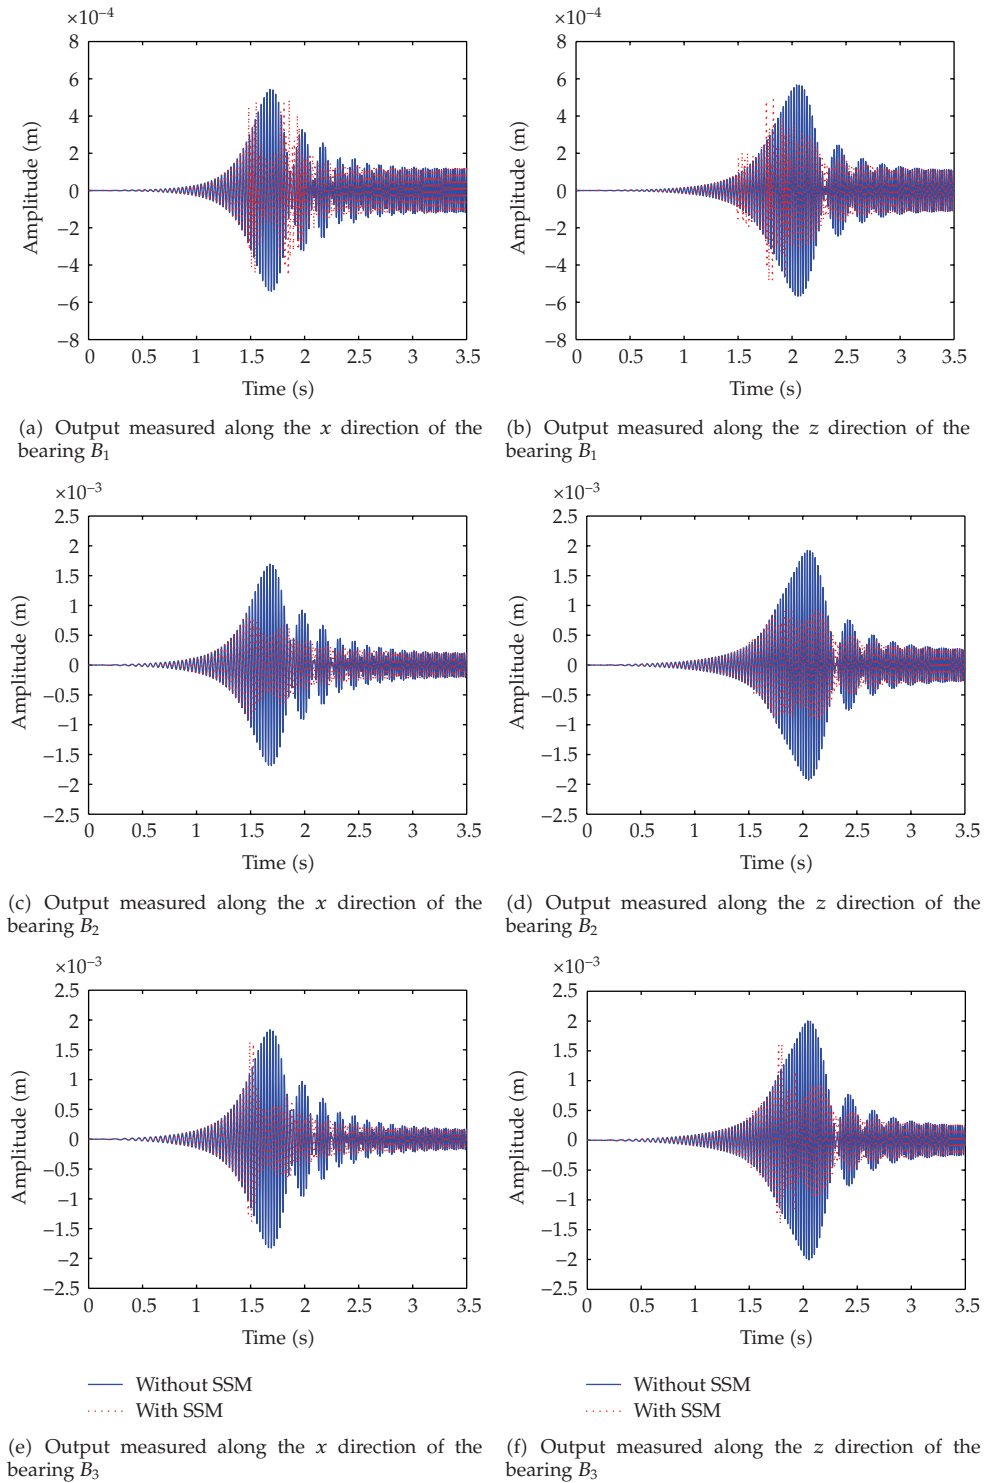 ×10−4
8
6
4
2
0
−2
−4
−6
−8
Amplitude (m)
0 0.5 1 1.5 2 2.5 3 3.5
Time (s)
(a) Output measured along the x direction of the
bearing B1
×10−4
8
6
4
2
0
−2
−4
−6
−8
Amplitude (m)
0 0.5 1 1.5 2 2.5 3 3.5
Time (s)
(b) Output measured along the z direction of the
bearing B1
×10−3
2.5
2
1.5
1
0.5
0
−0.5
−1
−1.5
−2
−2.5
Amplitude (m)
0 0.5 1 1.5 2 2.5 3 3.5
Time (s)
(c) Output measured along the x direction of the
bearing B2
×10−3
2.5
2
1.5
1
0.5
0
−0.5
−1
−1.5
−2
−2.5
Amplitude (m)
0 0.5 1 1.5 2 2.5 3 3.5
Time (s)
(d) Output measured along the z direction of the
bearing B2
×10−3
2.5
2
1.5
1
0.5
0
−0.5
−1
−1.5
−2
−2.5
Amplitude (m)
0 0.5 1 1.5 2 2.5 3 3.5
Time (s)
Without SSM
With SSM
(e) Output measured along the x direction of the
bearing B3
×10−3
2.5
2
1.5
1
0.5
0
−0.5
−1
−1.5
−2
−2.5
Amplitude (m)
0 0.5 1 1.5 2 2.5 3 3.5
Time (s)
Without SSM
With SSM
(f) Output measured along the z direction of the
bearing B3